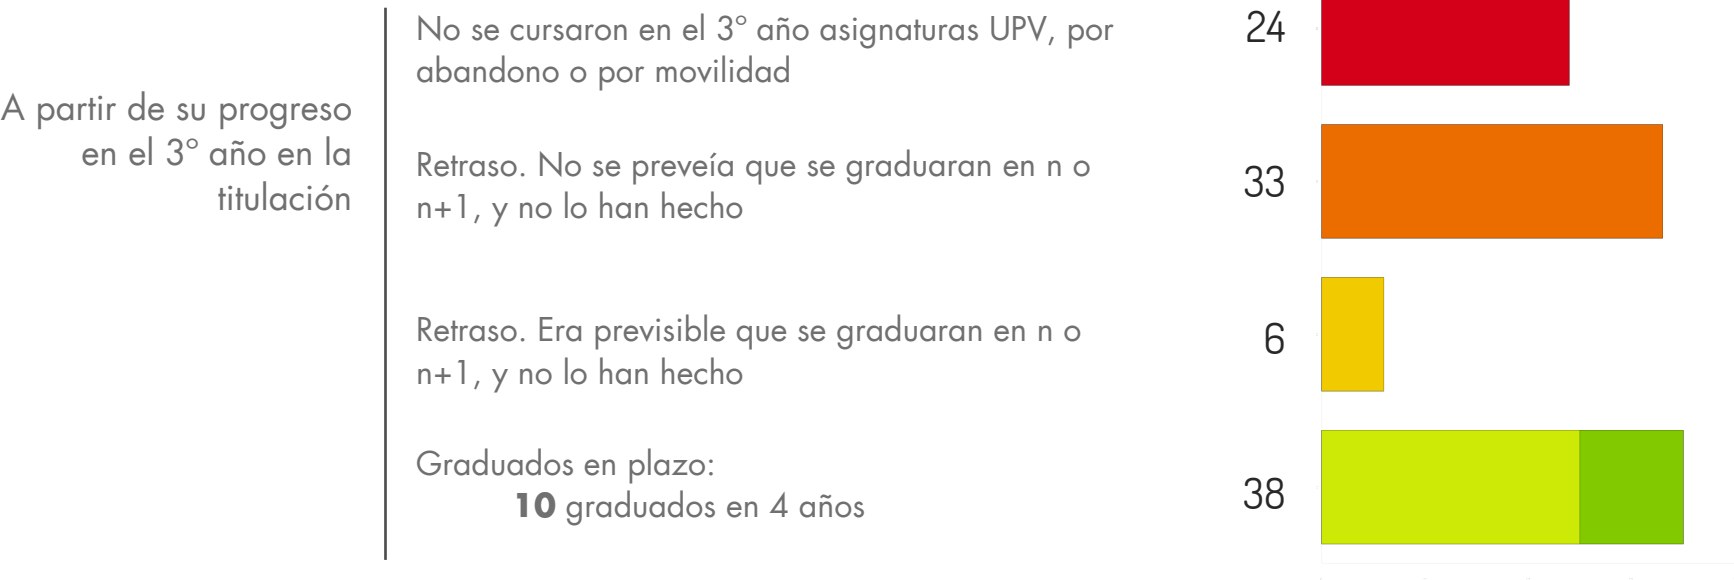 A partir de su progreso
en el 3º año en la
titulación
No se cursaron en el 3º año asignaturas UPV, por
abandono o por movilidad
24
Retraso. No se preveía que se graduaran en n o
n+1, y no lo han hecho
33
Retraso. Era previsible que se graduaran en n o
n+1, y no lo han hecho
6
Graduados en plazo:
10 graduados en 4 años
38